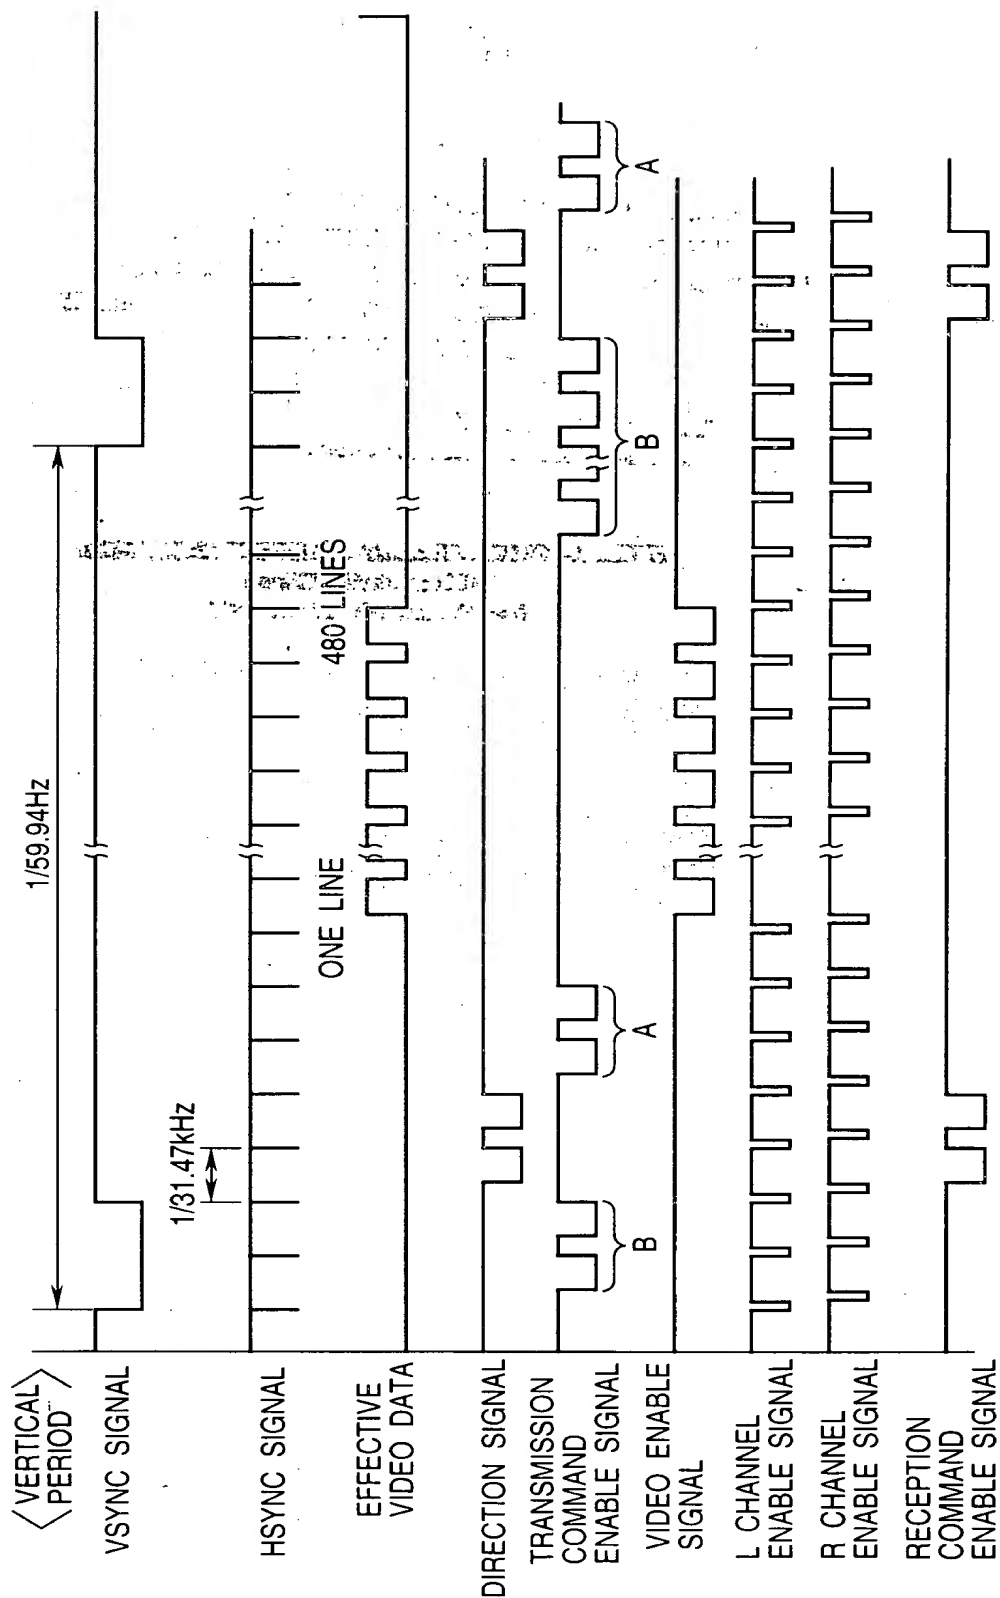 <VERTICAL
PERIOD>
1/59.94Hz
VSYNC SIGNAL
1/31.47kHz
HSYNC SIGNAL
ONE LINE
480 LINES
EFFECTIVE
VIDEO DATA
DIRECTION SIGNAL
TRANSMISSION
COMMAND
ENABLE SIGNAL
B
A
B
A
VIDEO ENABLE
SIGNAL
L CHANNEL
ENABLE SIGNAL
R CHANNEL
ENABLE SIGNAL
RECEPTION
COMMAND
ENABLE SIGNAL